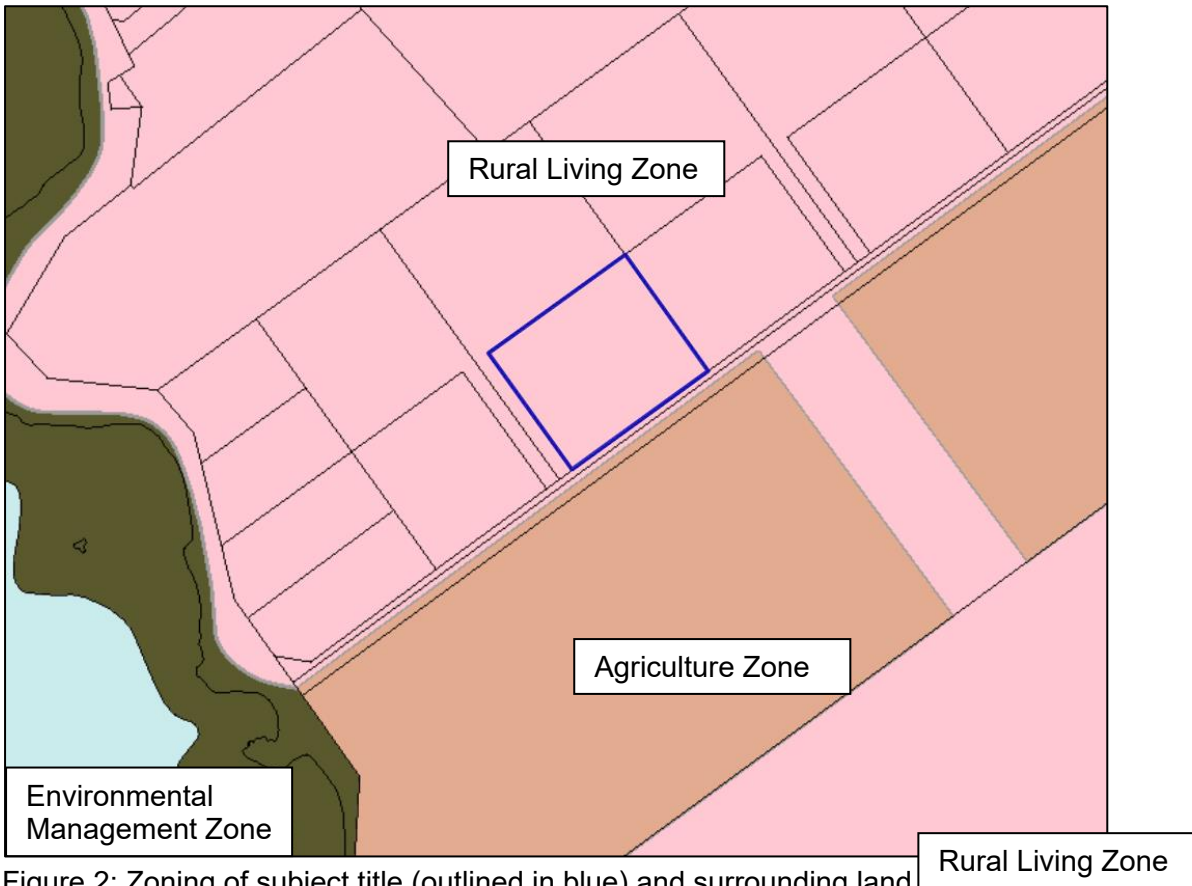 Rural Living Zone
Agriculture Zone
Environmental
Management Zone
Rural Living Zone
Figure 2: Zoning of subject title (outlined in blue) and surrounding land